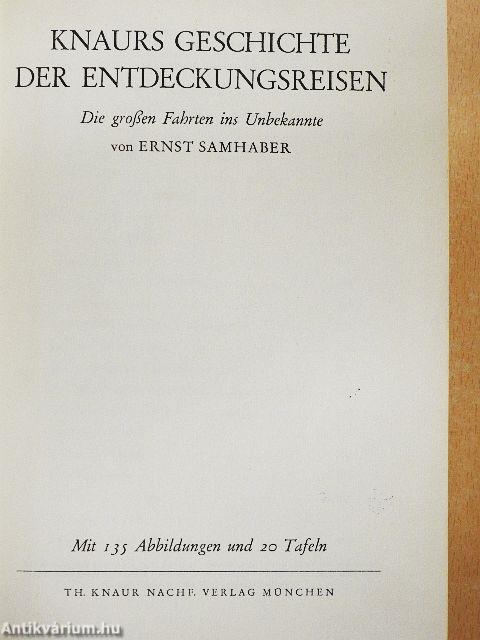 KNAURS GESCHICHTE
DER ENTDECKUNGSREISEN
Die großen Fahrten ins Unbekannte
von ERNST SAMHABER
Mit 135 Abbildungen und 20 Tafeln
TH. KNAUR NACHF. VERLAG MÜNCHEN
Antikvárium.hu